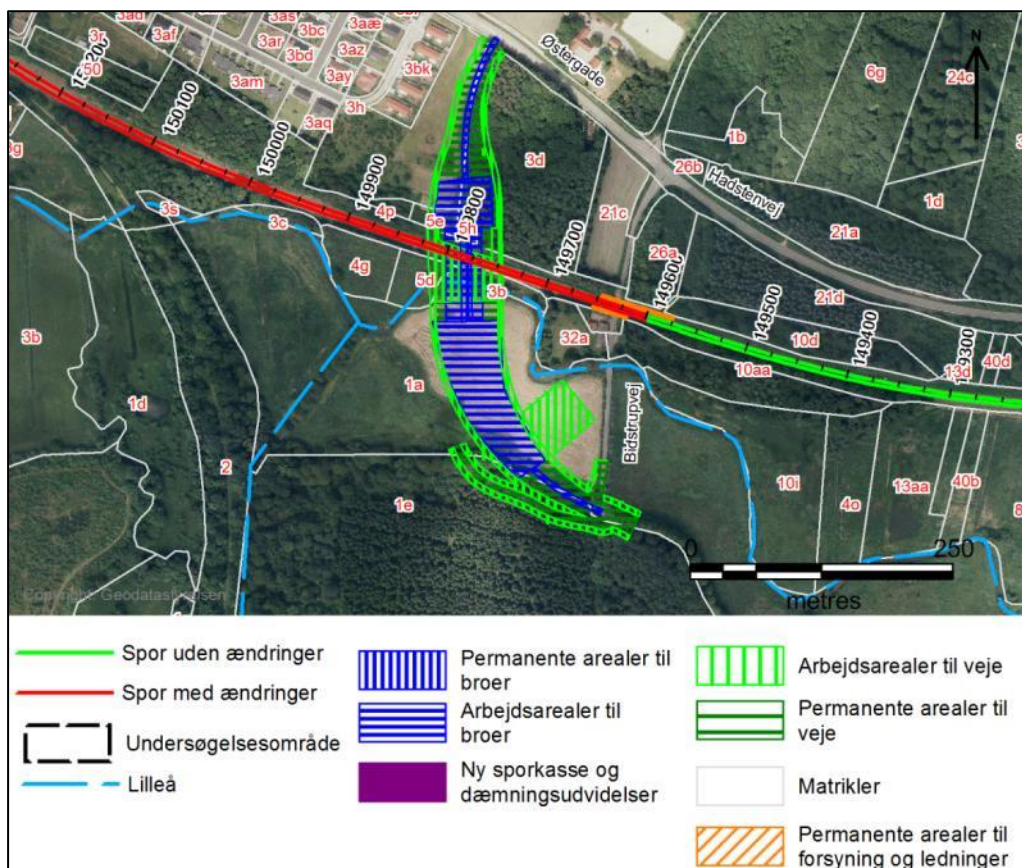 3ad
3as
3bc
3aæ
3bk
3r
3af
3ar
3bd
3az
50
3am
3ay
3h
3aq
150200
150100
150000
149900
149700
149600
149500
149400
149300
Østergade
Hadstenvej
Bidstrupvej
N
6g
24c
1b
26b
1d
21a
3d
21c
26a
21d
3g
3s
3c
4p
5e
5h
4g
5d
3b
32a
10d
10aa
40d
13d
3b
1d
1a
2
1e
10i
4o
13aa
40b
8
0
250
metres
Copyright: Geodatastyrelsen
Spor uden ændringer
Spor med ændringer
Undersøgelsesområde
Lilleå
Permanente arealer til
broer
Arbejdsarealer til
broer
Ny sporkasse og
dæmningsudvidelser
Arbejdsarealer til veje
Permanente arealer til
veje
Matrikler
Permanente arealer til
forsyning og ledninger